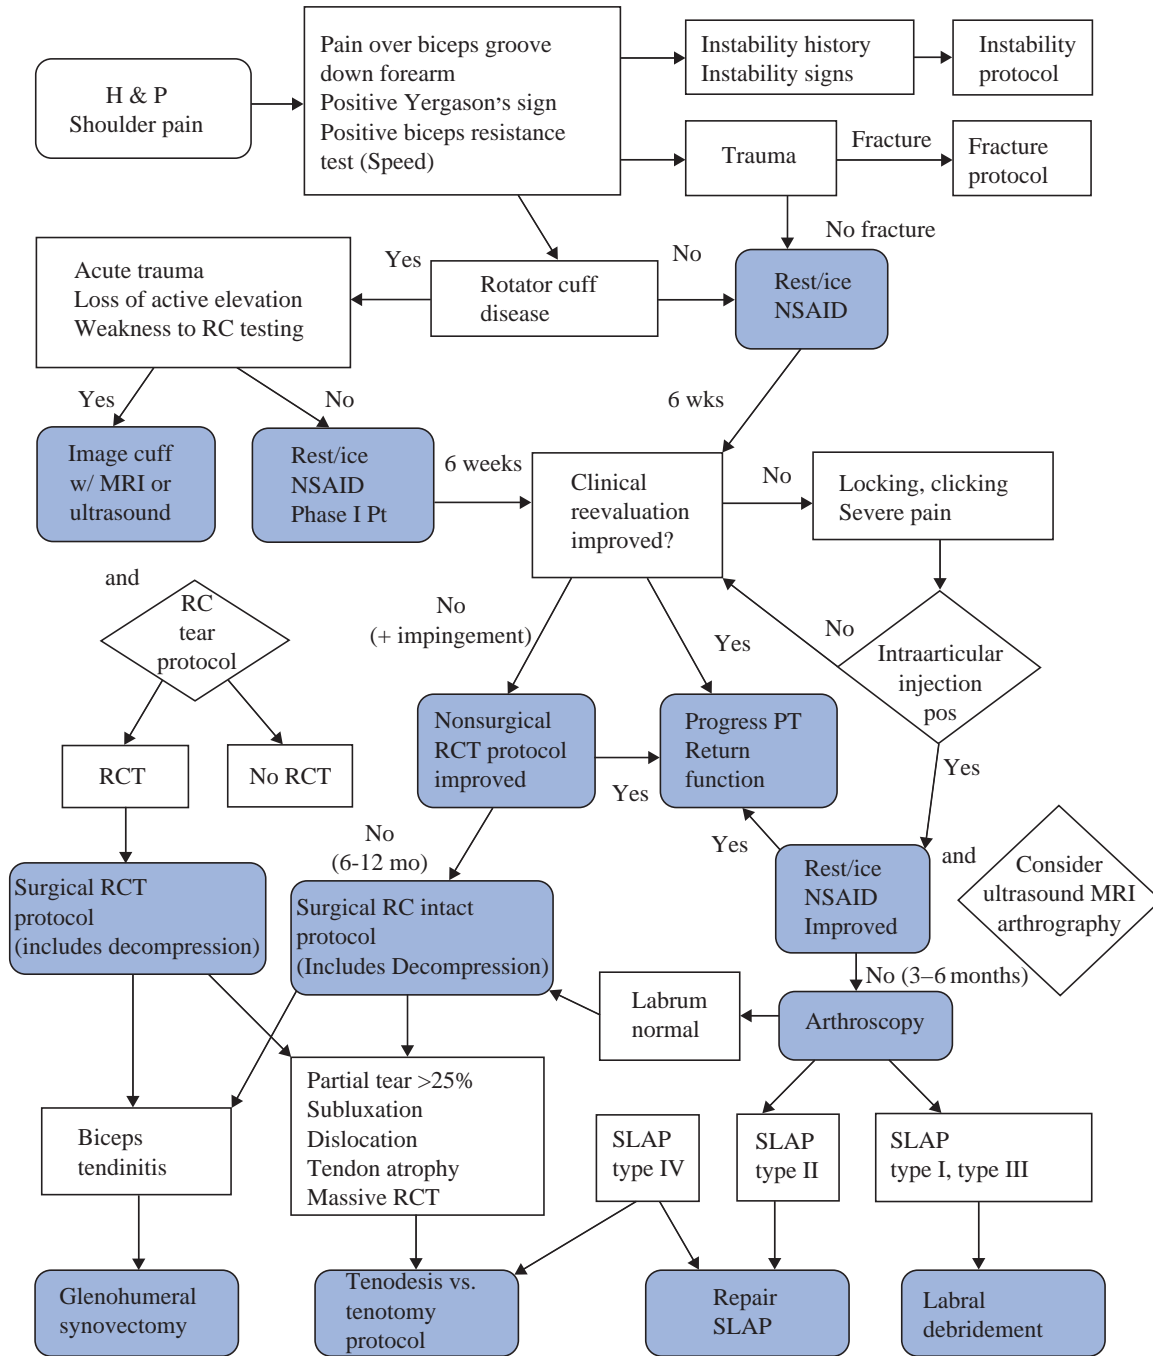 H & P
Shoulder pain
Pain over biceps groove
down forearm
Positive Yergason's sign
Positive biceps resistance
test (Speed)
Instability history
Instability signs
Instability
protocol
Trauma
Fracture
Fracture
protocol
No fracture
Acute trauma
Loss of active elevation
Weakness to RC testing
Yes
Rotator cuff
disease
No
Rest/ice
NSAID
Yes
No
6 wks
Image cuff
w/ MRI or
ultrasound
Rest/ice
NSAID
Phase I Pt
6 weeks
Clinical
reevaluation
improved?
No
Locking, clicking
Severe pain
and
RC
tear
protocol
No
(+ impingement)
Yes
No
Intraarticular
injection
pos
RCT
No RCT
Nonsurgical
RCT protocol
improved
Yes
Progress PT
Return
function
Yes
No
(6-12 mo)
Yes
Rest/ice
NSAID
Improved
and
Consider
ultrasound MRI
arthrography
Surgical RCT
protocol
(includes decompression)
Surgical RC intact
protocol
(Includes Decompression)
No (3–6 months)
Labrum
normal
Arthroscopy
Biceps
tendinitis
Partial tear >25%
Subluxation
Dislocation
Tendon atrophy
Massive RCT
SLAP
type IV
SLAP
type II
SLAP
type I, type III
Glenohumeral
synovectomy
Tenodesis vs.
tenotomy
protocol
Repair
SLAP
Labral
debridement